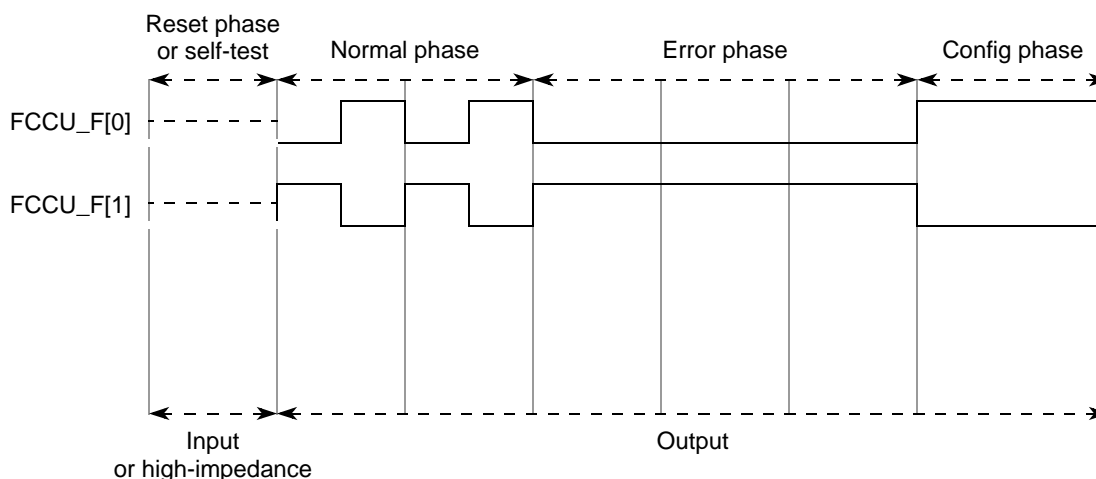 Reset phase
or self-test
Normal phase
Error phase
Config phase
FCCU_F[0]
FCCU_F[1]
Input
or high-impedance
Output